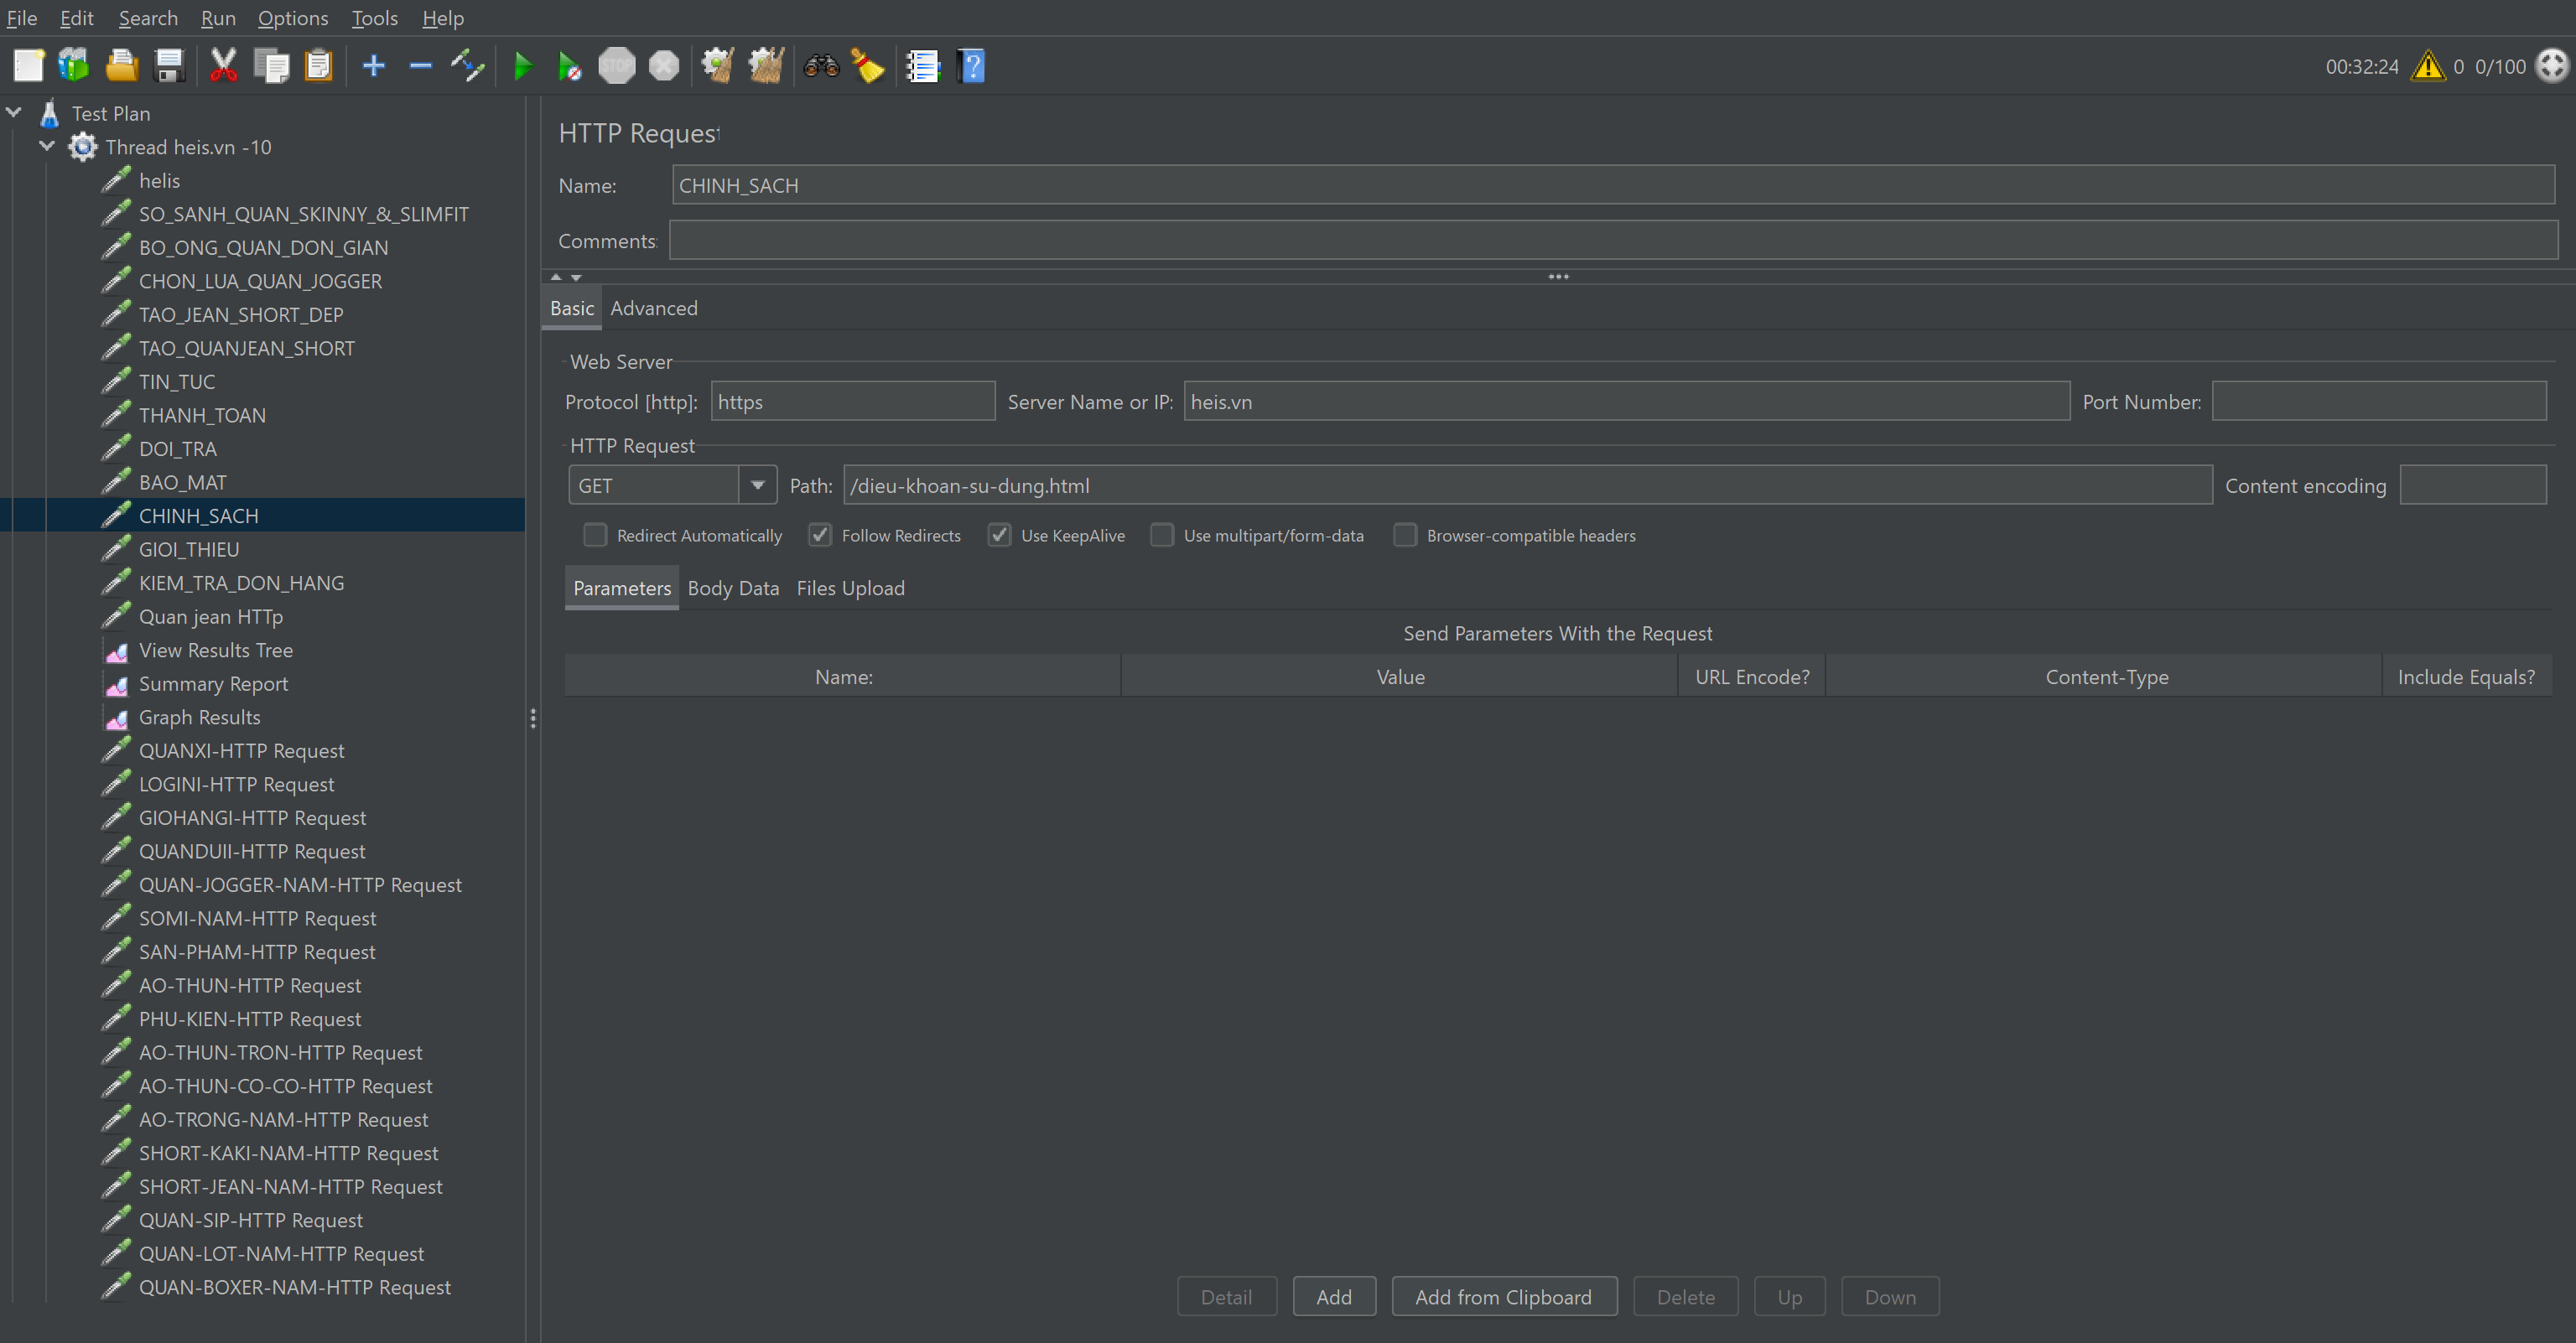 File Edit Search Run Options Tools Help
STOP
00:32:24 0 0/100
Test Plan
Thread heis.vn -10
helis
SO_SANH_QUAN_SKINNY_&_SLIMFIT
BO_ONG_QUAN_DON_GIAN
CHON_LUA_QUAN_JOGGER
TAO_JEAN_SHORT_DEP
TAO_QUANJEAN_SHORT
TIN_TUC
THANH_TOAN
DOI_TRA
BAO_MAT
CHINH_SACH
GIOI_THIEU
KIEM_TRA_DON_HANG
Quan jean HTTp
View Results Tree
Summary Report
Graph Results
QUANXI-HTTP Request
LOGINI-HTTP Request
GIOHANGI-HTTP Request
QUANDUII-HTTP Request
QUAN-JOGGER-NAM-HTTP Request
SOMI-NAM-HTTP Request
SAN-PHAM-HTTP Request
AO-THUN-HTTP Request
PHU-KIEN-HTTP Request
AO-THUN-TRON-HTTP Request
AO-THUN-CO-CO-HTTP Request
AO-TRONG-NAM-HTTP Request
SHORT-KAKI-NAM-HTTP Request
SHORT-JEAN-NAM-HTTP Request
QUAN-SIP-HTTP Request
QUAN-LOT-NAM-HTTP Request
QUAN-BOXER-NAM-HTTP Request
HTTP Request
Name: CHINH_SACH
Comments:
Basic Advanced
Web Server
Protocol [http]: https Server Name or IP: heis.vn Port Number:
HTTP Request
GET Path: /dieu-khoan-su-dung.html Content encoding
Redirect Automatically Follow Redirects Use KeepAlive Use multipart/form-data Browser-compatible headers
Parameters Body Data Files Upload
Send Parameters With the Request
Name: Value URL Encode? Content-Type Include Equals?
Detail Add Add from Clipboard Delete Up Down